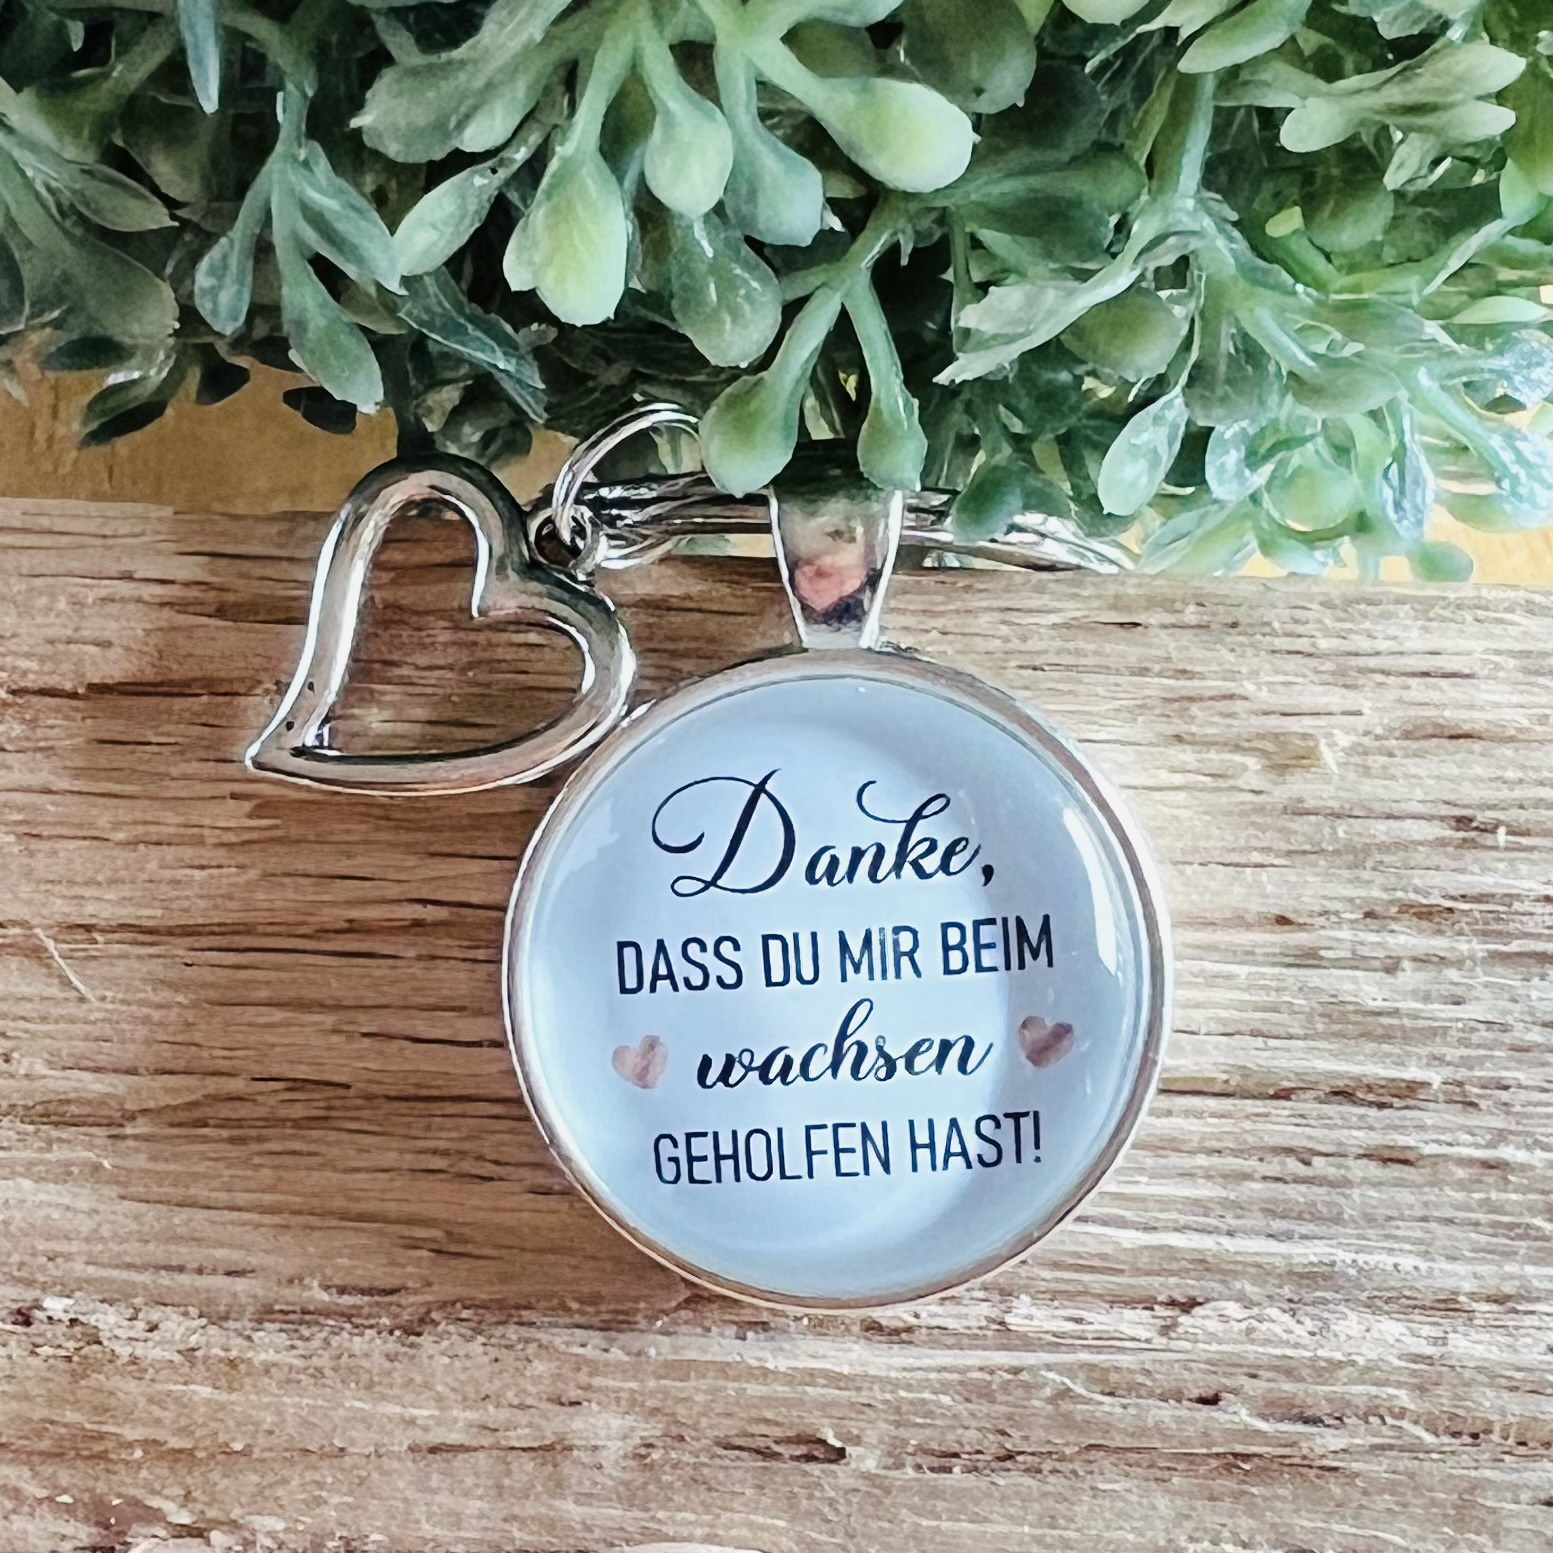 Danke,
DASS DU MIR BEIM
wachsen
GEHOLFEN HAST!